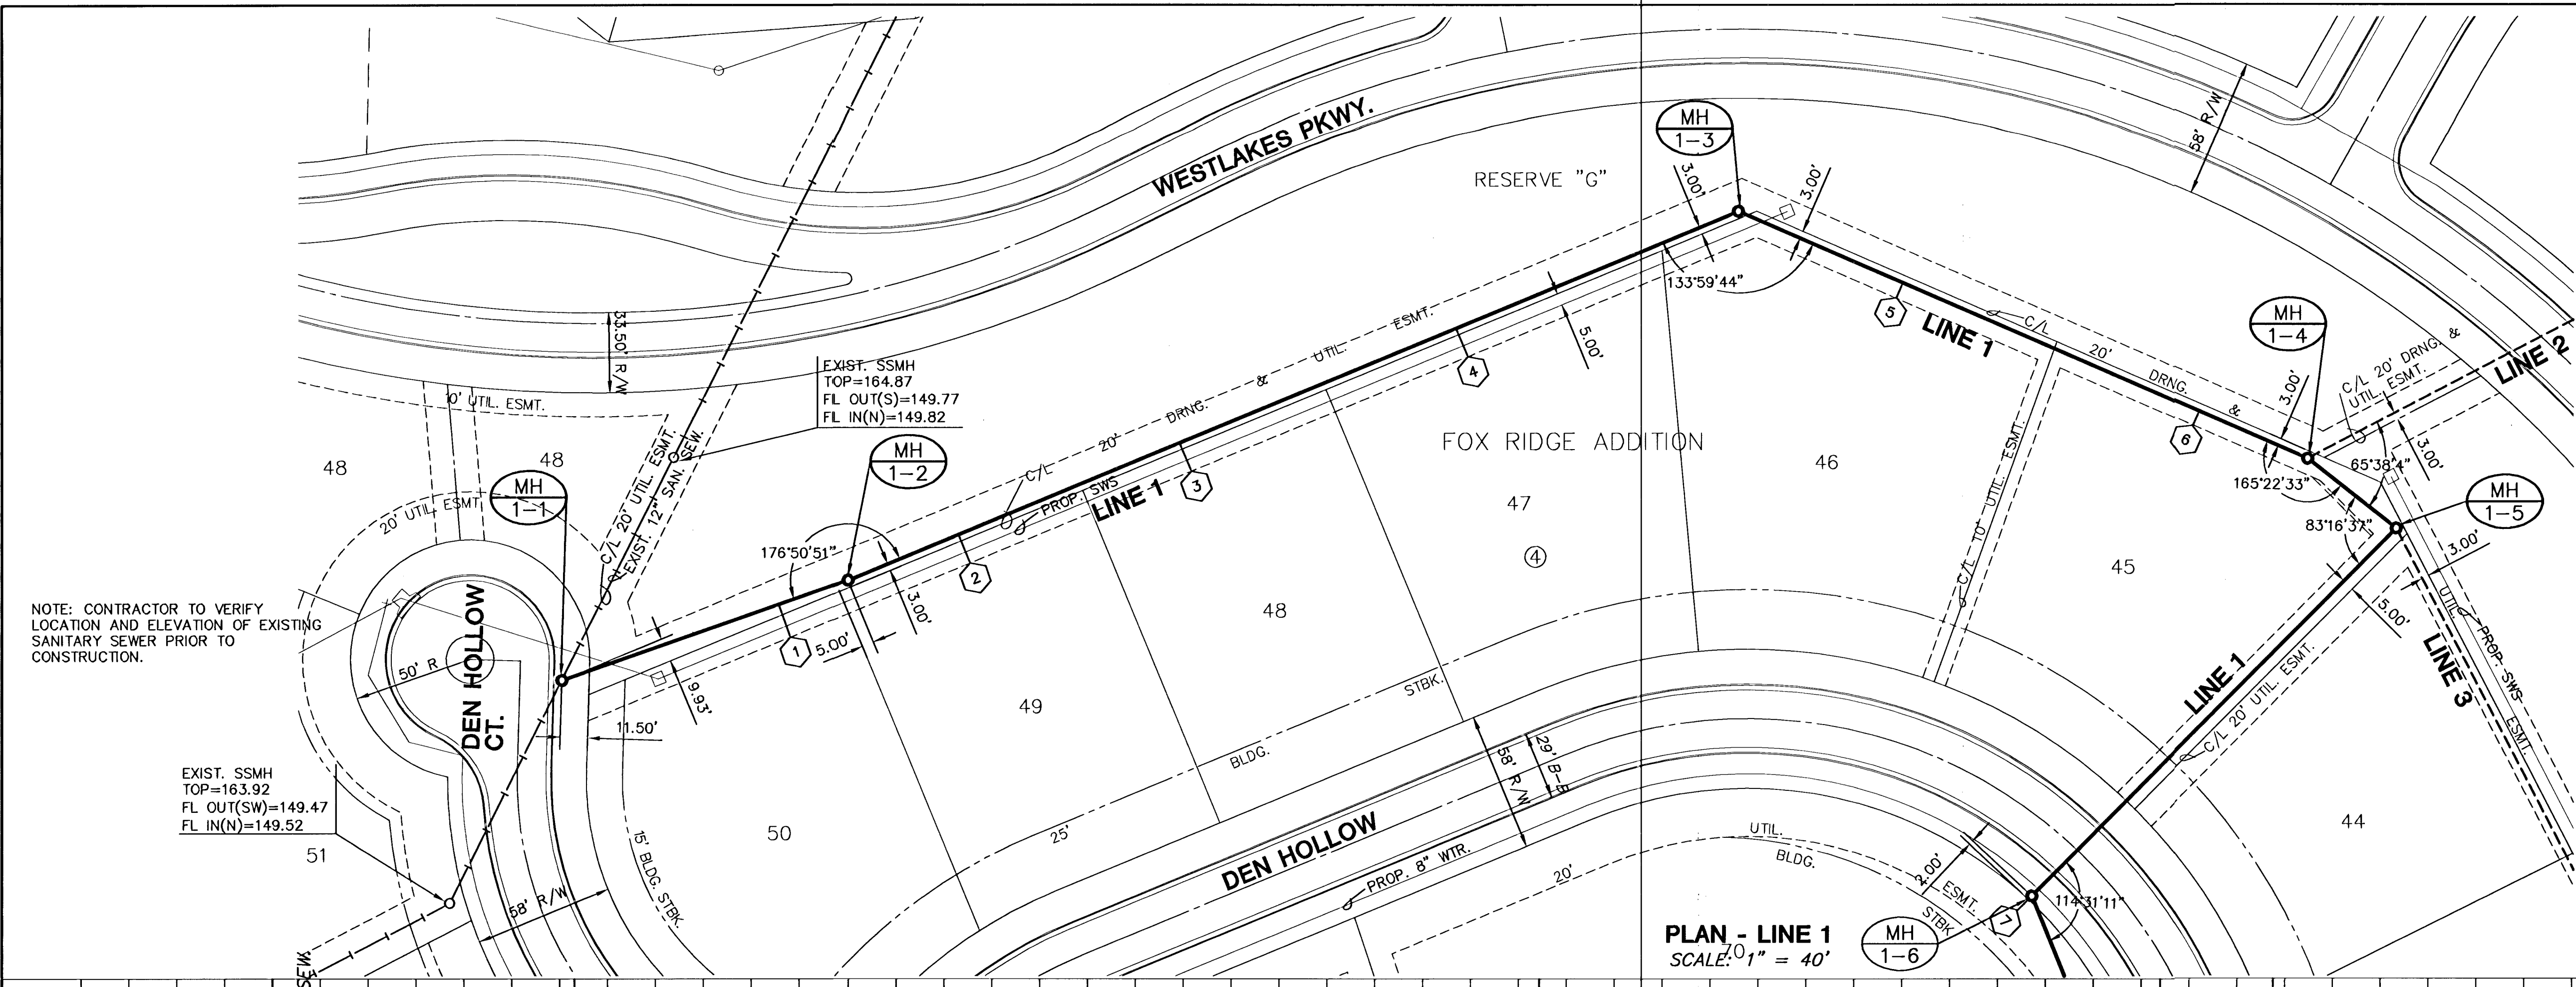 WESTLAKES PKWY.
58' R/W
MH
1-3
RESERVE "G"
3.00'
3.00'
133°59'44"
33.50' R/W
EXIST. SSMH
TOP=164.87
FL OUT(S)=149.77
FL IN(N)=149.82
10' UTIL. ESMT.
48
48
20' UTIL. ESMT.
MH
1-1
C/L 20' UTIL. ESMT.
EXIST. 12" SAN. SEW.
MH
1-2
176°50'51"
C/L 20' DRNG. & UTIL. ESMT.
PROP. SWS
LINE 1
1
2
3
4
5
6
7
5.00'
3.00'
5.00'
9.93'
11.50'
LINE 1
C/L
20' DRNG. &
MH
1-4
3.00'
C/L 20' DRNG. &
UTIL. ESMT.
LINE 2
3.00'
65°38'4"
165°22'33"
83°16'37"
MH
1-5
3.00'
5.00'
FOX RIDGE ADDITION
46
47
4
48
49
50
45
44
C/L 10' UTIL. ESMT.
NOTE: CONTRACTOR TO VERIFY
LOCATION AND ELEVATION OF EXISTING
SANITARY SEWER PRIOR TO
CONSTRUCTION.
50' R
DEN HOLLOW
CT.
EXIST. SSMH
TOP=163.92
FL OUT(SW)=149.47
FL IN(N)=149.52
51
58' R/W
15' BLDG. STBK.
25' BLDG. STBK.
58' R/W
29' B-B
DEN HOLLOW
PROP. 8" WTR.
20'
UTIL.
ESMT.
BLDG.
STBK
2.00'
LINE 1
C/L 20' UTIL. ESMT.
LINE 3
UTIL.
ESMT.
PROP. SWS
114°31'11"
MH
1-6
PLAN - LINE 1
SCALE: 1" = 40'
70
SEW.